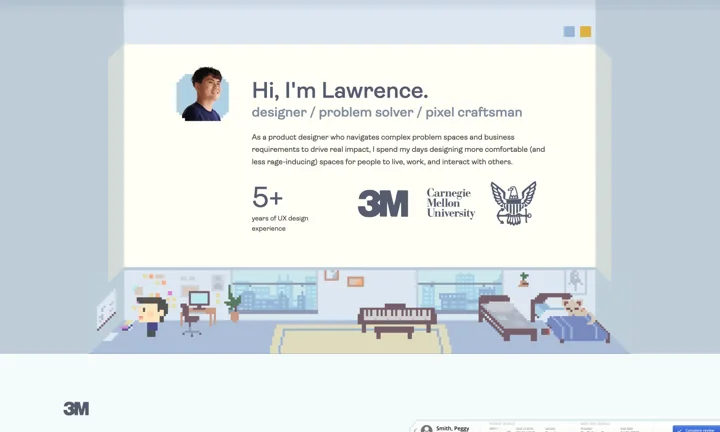 Hi, I'm Lawrence.
designer / problem solver / pixel craftsman
As a product designer who navigates complex problem spaces and business
requirements to drive real impact, I spend my days designing more comfortable (and
less rage-inducing) spaces for people to live, work, and interact with others.
5+
years of UX design
experience
3M
Carnegie
Mellon
University
3M
Smith, Peggy
Complete review